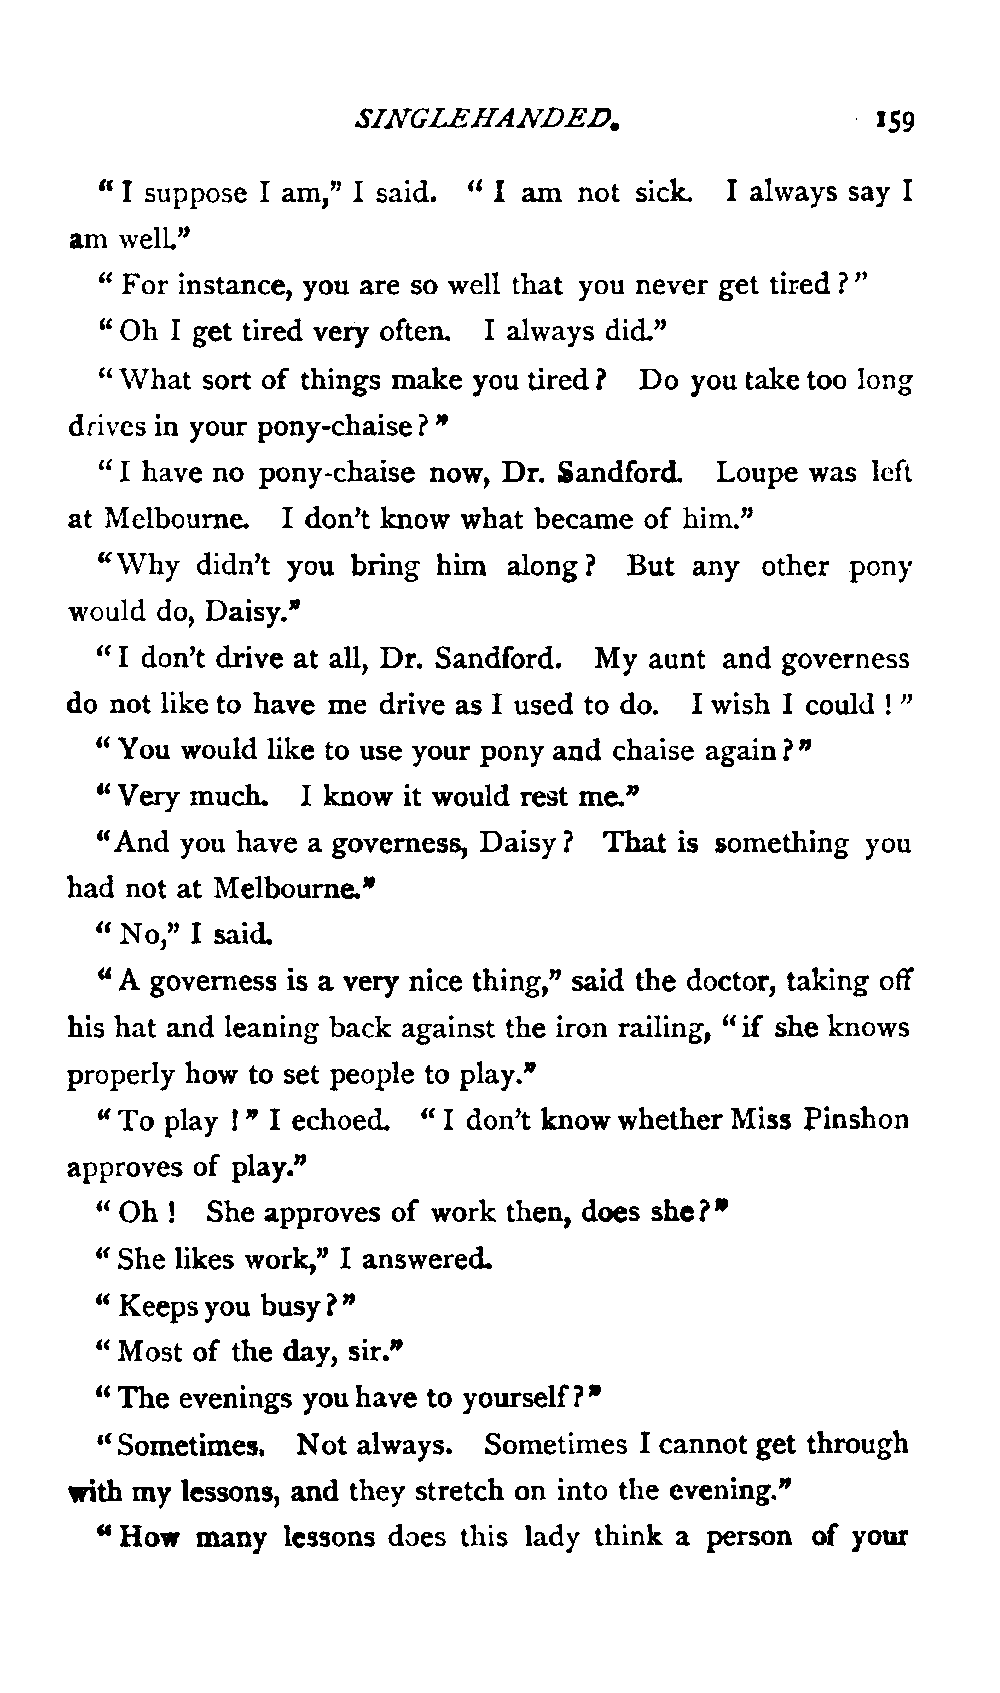 SINGLEHANDED. 159
“I suppose I am,” I said. “I am not sick. I always say I
am well.”
“For instance, you are so well that you never get tired?”
“Oh I get tired very often. I always did.”
“What sort of things make you tired? Do you take too long
drives in your pony-chaise?”
“I have no pony-chaise now, Dr. Sandford. Loupe was left
at Melbourne. I don't know what became of him.”
“Why didn't you bring him along? But any other pony
would do, Daisy.”
“I don't drive at all, Dr. Sandford. My aunt and governess
do not like to have me drive as I used to do. I wish I could!”
“You would like to use your pony and chaise again?”
“Very much. I know it would rest me.”
“And you have a governess, Daisy? That is something you
had not at Melbourne.”
“No,” I said.
“A governess is a very nice thing,” said the doctor, taking off
his hat and leaning back against the iron railing, “if she knows
properly how to set people to play.”
“To play!” I echoed. “I don't know whether Miss Pinshon
approves of play.”
“Oh! She approves of work then, does she?”
“She likes work,” I answered.
“Keeps you busy?”
“Most of the day, sir.”
“The evenings you have to yourself?”
“Sometimes. Not always. Sometimes I cannot get through
with my lessons, and they stretch on into the evening.”
“How many lessons does this lady think a person of your